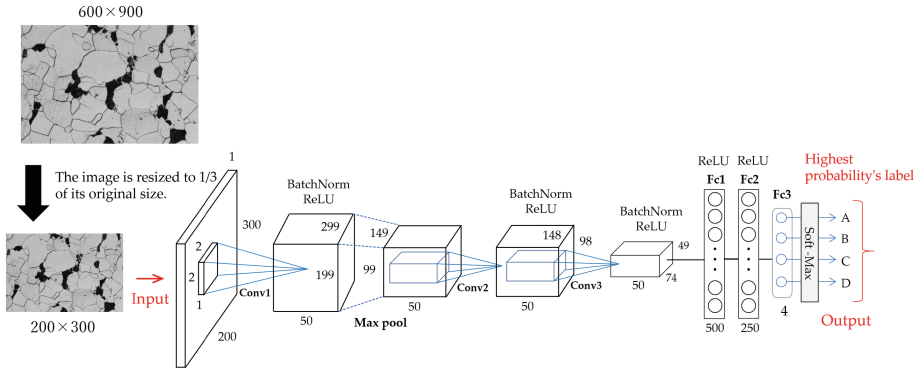 600×900
The image is resized to 1/3
of its original size.
200×300
Input
1
300
2
2
1
200
Conv1
BatchNorm
ReLU
299
199
50
Max pool
149
99
50
Conv2
BatchNorm
ReLU
148
98
50
Conv3
BatchNorm
ReLU
49
74
50
ReLU
Fc1
500
ReLU
Fc2
250
Fc3
4
Soft-Max
Highest
probability's label
A
B
C
D
Output